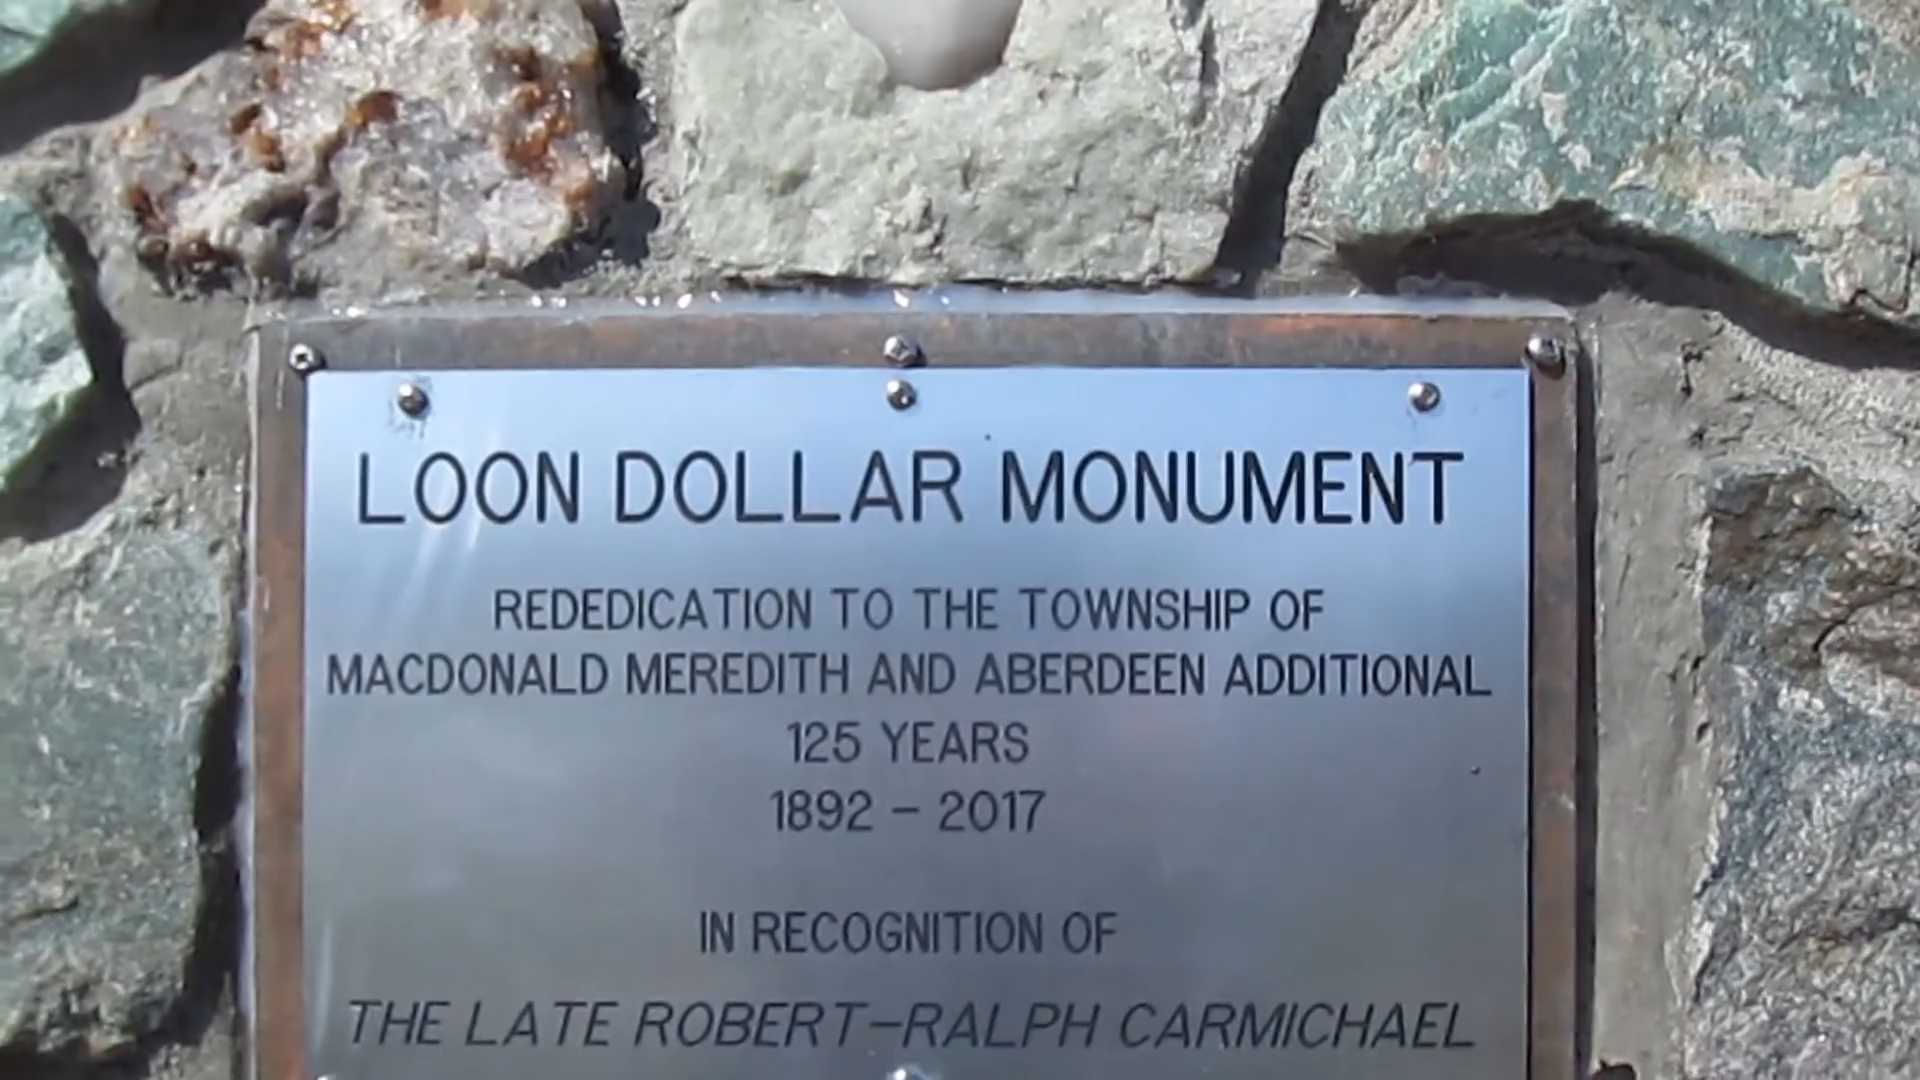 LOON DOLLAR MONUMENT
REDEDICATION TO THE TOWNSHIP OF
MACDONALD MEREDITH AND ABERDEEN ADDITIONAL
125 YEARS
1892 – 2017
IN RECOGNITION OF
THE LATE ROBERT-RALPH CARMICHAEL